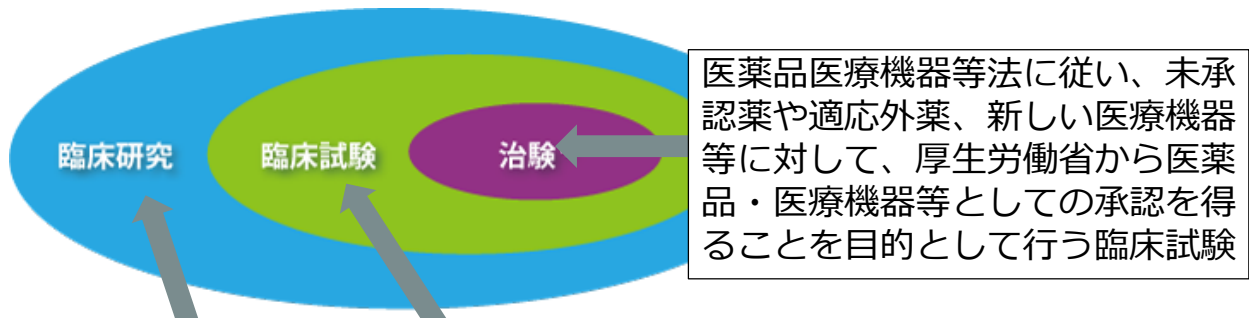 臨床研究
臨床試験
治験
医薬品医療機器等法に従い、未承
認薬や適応外薬、新しい医療機器
等に対して、厚生労働省から医薬
品・医療機器等としての承認を得
ることを目的として行う臨床試験